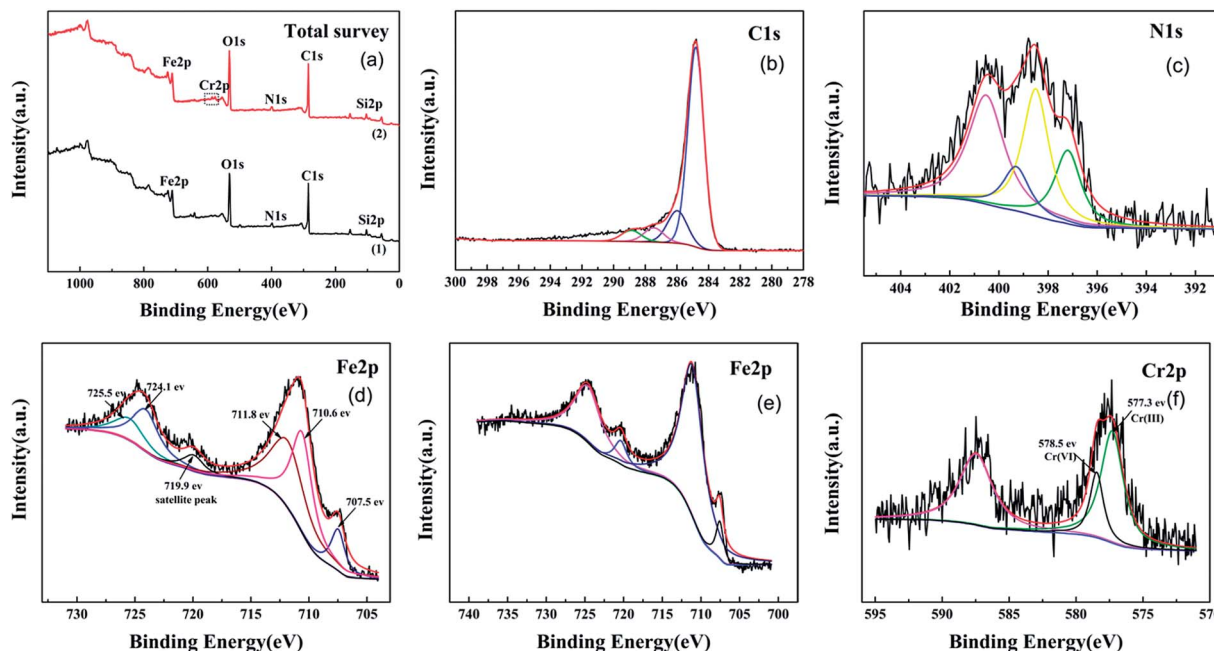 Total survey
(a)
O1s
C1s
Fe2p
Cr2p
N1s
Si2p
(2)
O1s
C1s
Fe2p
N1s
Si2p
(1)
Intensity(a.u.)
1000 800 600 400 200 0
Binding Energy(eV)
C1s
(b)
Intensity(a.u.)
300 298 296 294 292 290 288 286 284 282 280 278
Binding Energy(eV)
N1s
(c)
Intensity(a.u.)
404 402 400 398 396 394 392
Binding Energy(eV)
Fe2p
(d)
725.5 ev
724.1 ev
711.8 ev
710.6 ev
719.9 ev
satellite peak
707.5 ev
Intensity(a.u.)
730 725 720 715 710 705
Binding Energy(eV)
Fe2p
(e)
Intensity(a.u.)
740 735 730 725 720 715 710 705 700
Binding Energy(eV)
Cr2p
(f)
577.3 ev
Cr(III)
578.5 ev
Cr(VI)
Intensity(a.u.)
595 590 585 580 575 570
Binding Energy(eV)